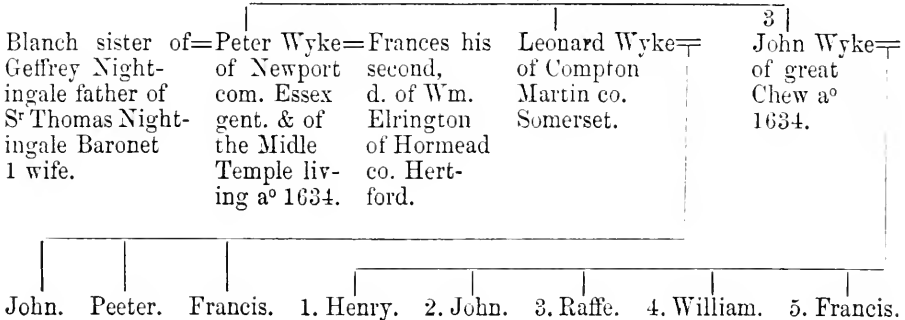 3
Blanch sister of=Peter Wyke=Frances his
Geffrey Night-
ingale father of
Sʳ Thomas Night-
ingale Baronet
1 wife.
of Newport
com. Essex
gent. & of
the Midle
Temple liv-
ing aº 1634.
second,
d. of Wm.
Elrington
of Hormead
co. Hert-
ford.
Leonard Wyke=
of Compton
Martin co.
Somerset.
John Wyke=
of great
Chew aº
1634.
John. Peeter. Francis. 1. Henry. 2. John. 3. Raffe. 4. William. 5. Francis.